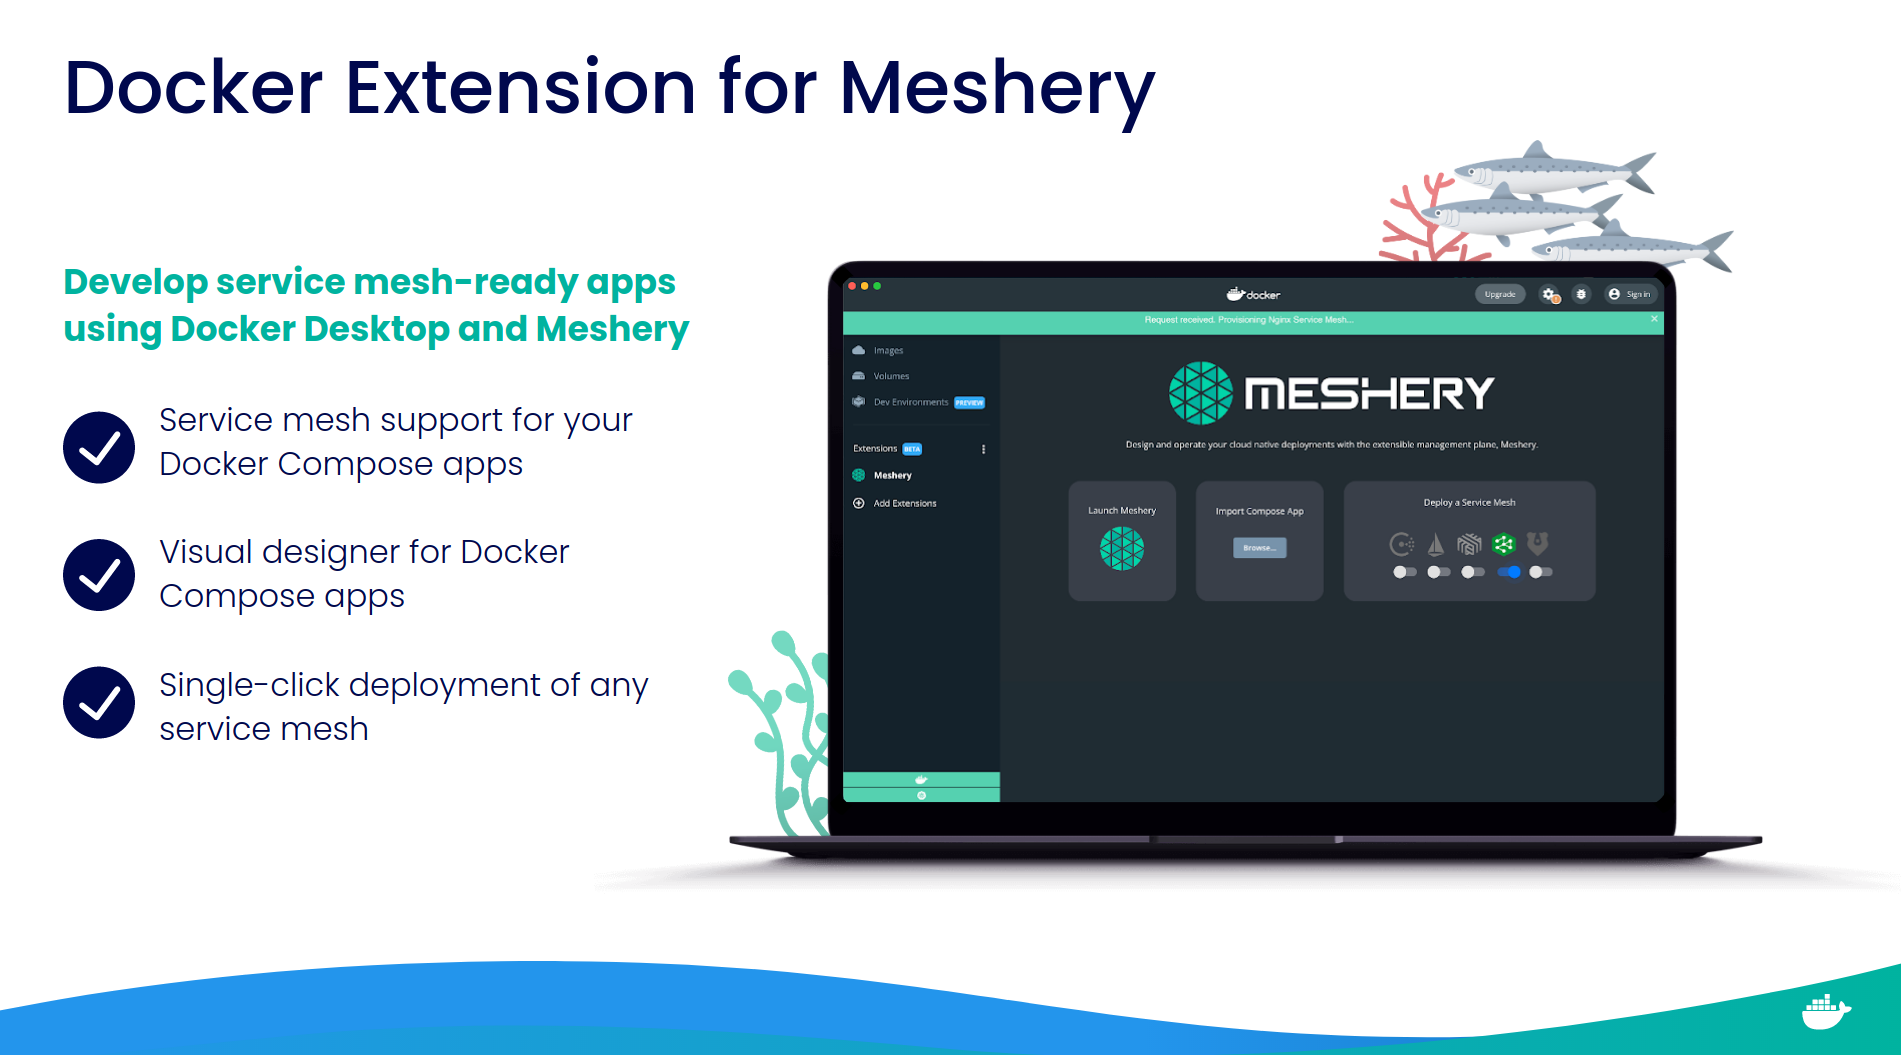 Docker Extension for Meshery
Develop service mesh-ready apps
using Docker Desktop and Meshery
Service mesh support for your
Docker Compose apps
Visual designer for Docker
Compose apps
Single-click deployment of any
service mesh
docker
Upgrade
Sign in
Request received. Provisioning Nginx Service Mesh...
Images
Volumes
Dev Environments PREVIEW
Extensions BETA
Meshery
Add Extensions
MESHERY
Design and operate your cloud native deployments with the extensible management plane, Meshery.
Launch Meshery
Import Compose App
Browse...
Deploy a Service Mesh